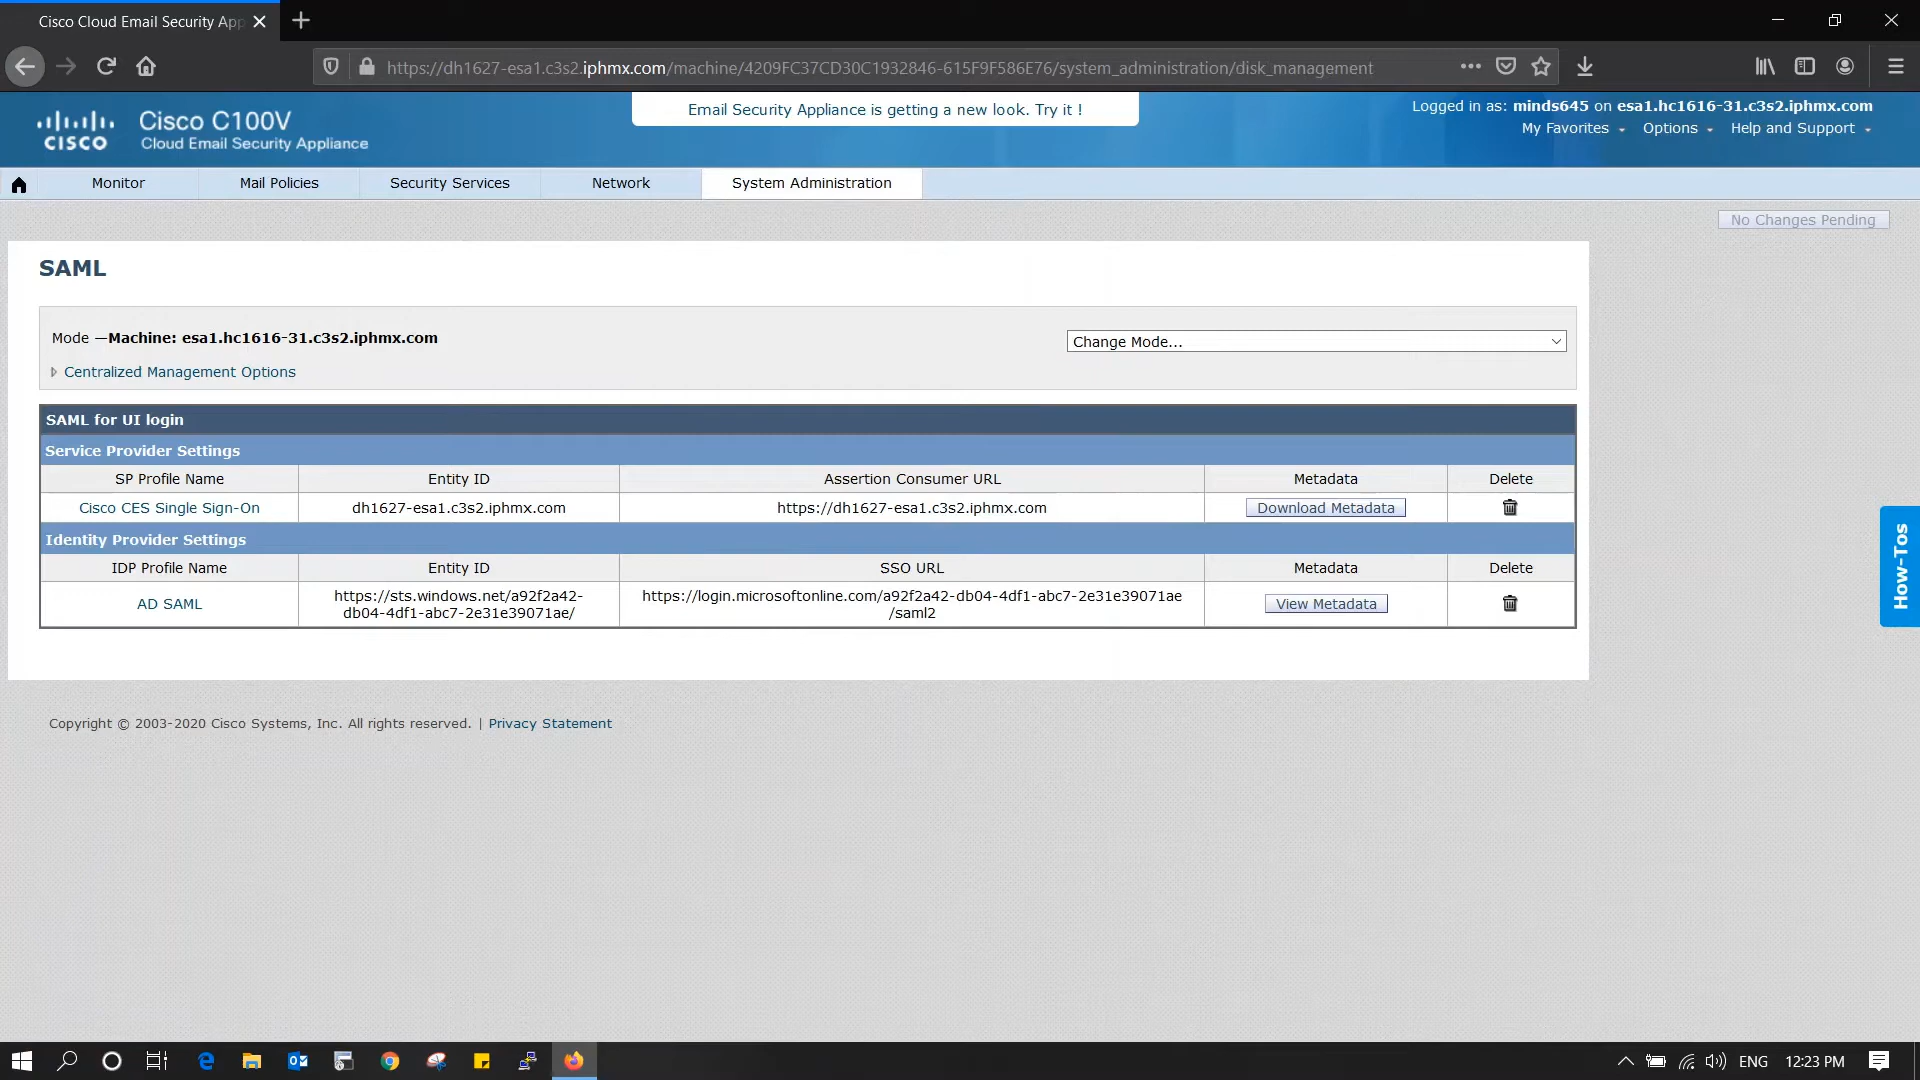 Cisco Cloud Email Security App
https://dh1627-esa1.c3s2.iphmx.com/machine/4209FC37CD30C1932846-615F9F586E76/system_administration/disk_management
CISCO
Cisco C100V
Cloud Email Security Appliance
Email Security Appliance is getting a new look. Try it !
Logged in as: minds645 on esa1.hc1616-31.c3s2.iphmx.com
My Favorites Options Help and Support
Monitor Mail Policies Security Services Network System Administration
No Changes Pending
SAML
Mode —Machine: esa1.hc1616-31.c3s2.iphmx.com
Change Mode...
Centralized Management Options
SAML for UI login
Service Provider Settings
SP Profile Name Entity ID Assertion Consumer URL Metadata Delete
Cisco CES Single Sign-On dh1627-esa1.c3s2.iphmx.com https://dh1627-esa1.c3s2.iphmx.com Download Metadata
Identity Provider Settings
IDP Profile Name Entity ID SSO URL Metadata Delete
AD SAML https://sts.windows.net/a92f2a42-db04-4df1-abc7-2e31e39071ae/ https://login.microsoftonline.com/a92f2a42-db04-4df1-abc7-2e31e39071ae/saml2 View Metadata
How-Tos
Copyright © 2003-2020 Cisco Systems, Inc. All rights reserved. | Privacy Statement
ENG 12:23 PM